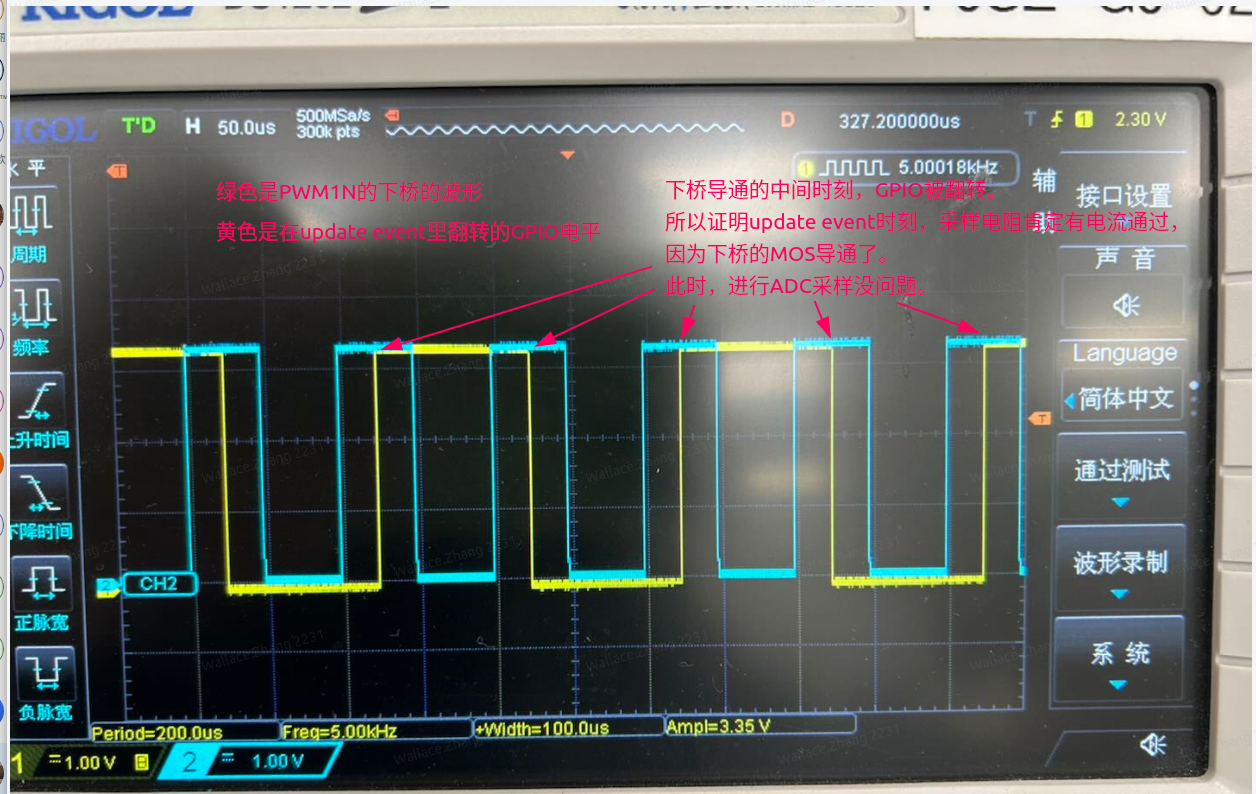 RIGOL
RIGOL
T'D
H
50.0us
500MSa/s
300k pts
D
327.200000us
T
1
2.30 V
水 平
T
1
5.00018kHz
辅
接口设置
绿色是PWM1N的下桥的波形
黄色是在update event里翻转的GPIO电平
下桥导通的中间时刻，GPIO被翻转。
所以证明update event时刻，采样电阻肯定有电流通过，
因为下桥的MOS导通了。
此时，进行ADC采样没问题。
周期
声 音
频率
Language
简体中文
上升时间
T
通过测试
下降时间
波形录制
2
CH2
正脉宽
系 统
负脉宽
Period=200.0us
Freq=5.00kHz
+Width=100.0us
Ampl=3.35 V
1
1.00 V
B
2
1.00 V
Wallace.Zhang 2231